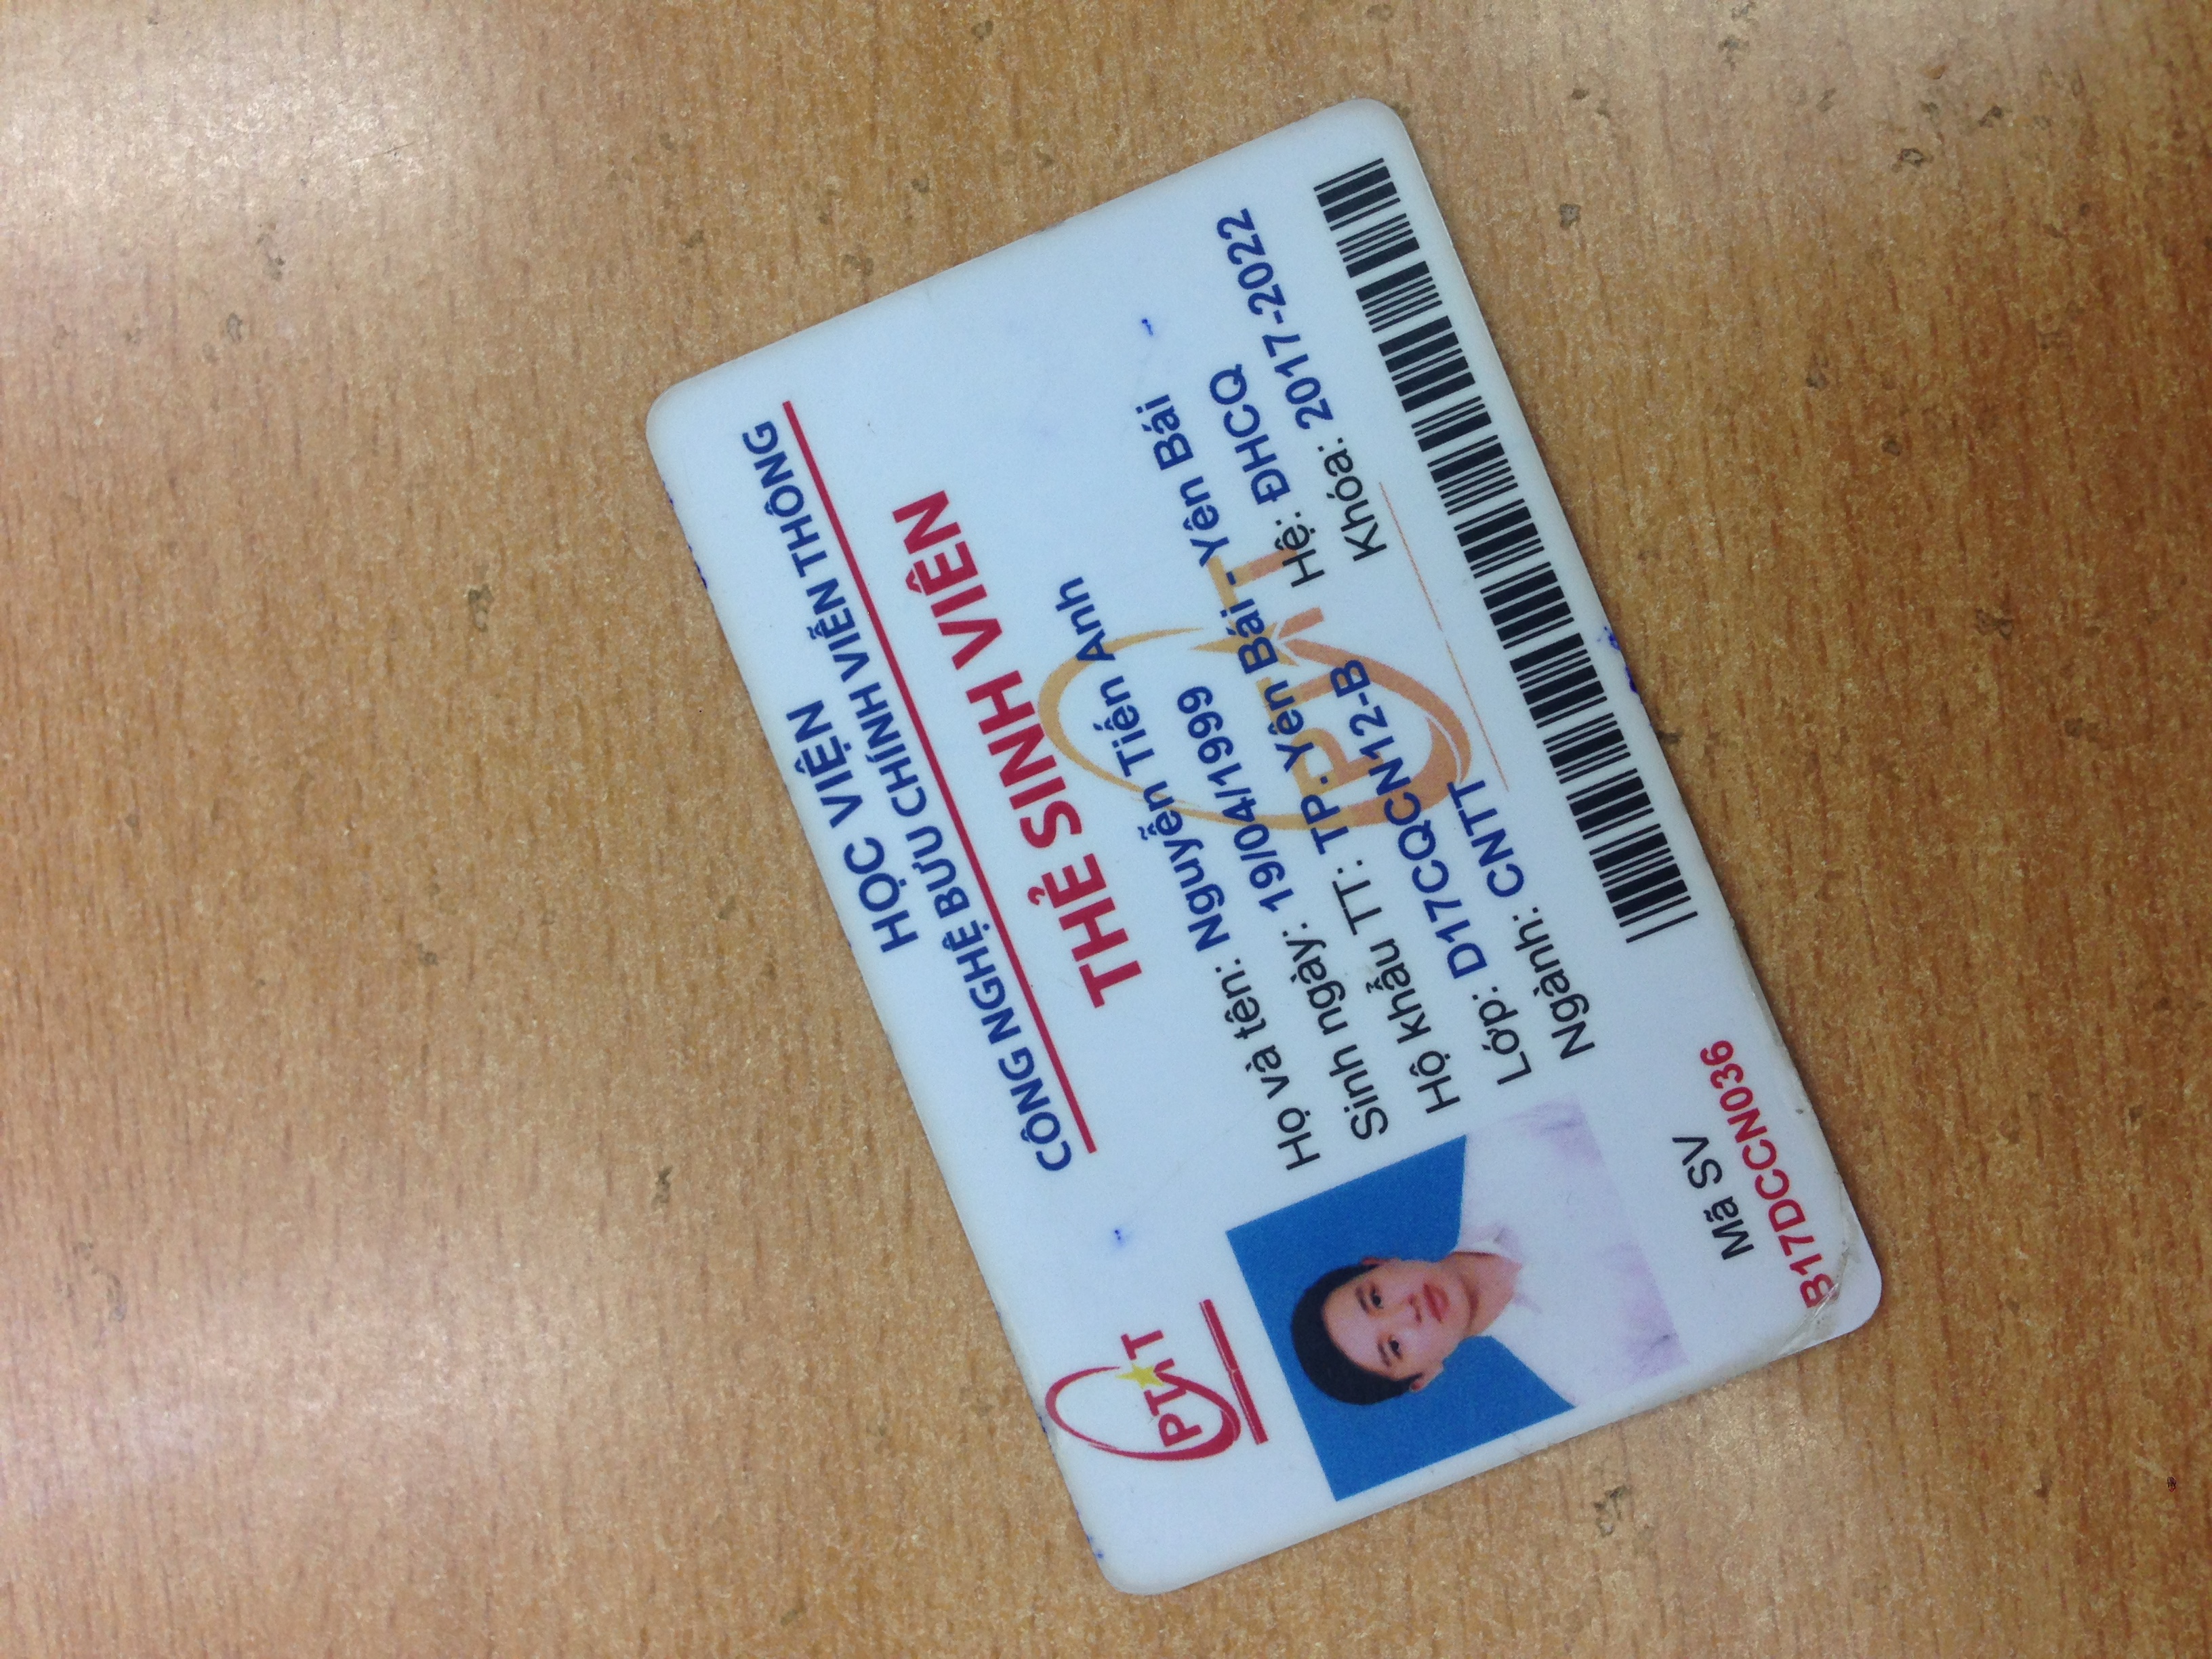 HỌC VIỆN
CÔNG NGHỆ BƯU CHÍNH VIỄN THÔNG
THẺ SINH VIÊN
PTIT
Họ và tên: Nguyễn Tiến Anh
Sinh ngày: 19/04/1999
Hộ khẩu TT: TP. Yên Bái - Yên Bái
Lớp: D17CQCN12-B Hệ: ĐHCQ
Ngành: CNTT Khóa: 2017-2022
PTIT
Mã SV
B17DCCN036